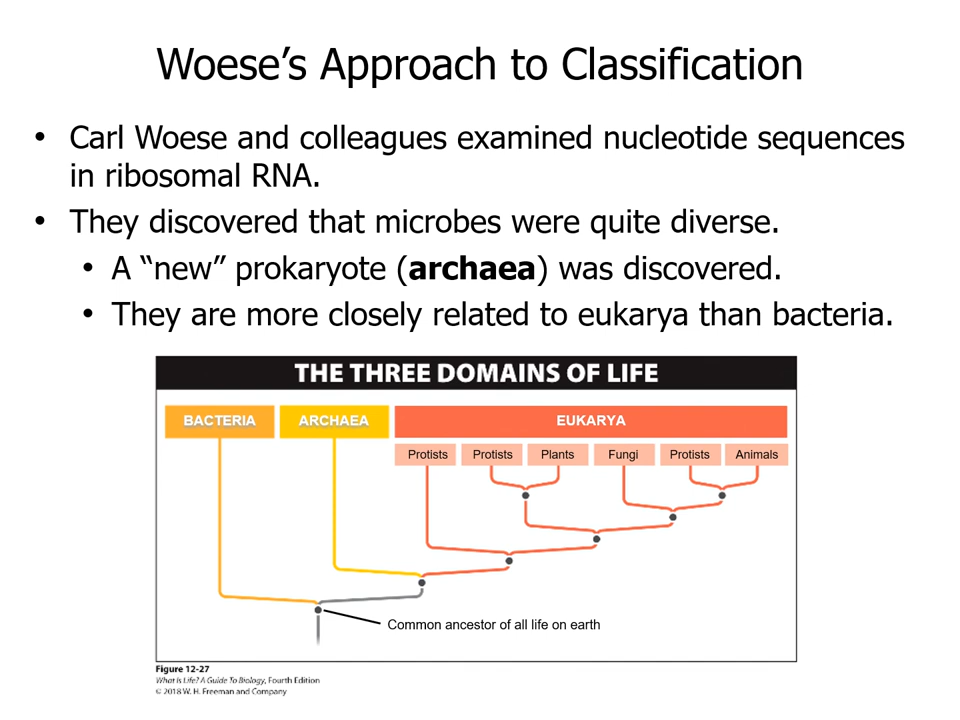 Woese's Approach to Classification
• Carl Woese and colleagues examined nucleotide sequences
in ribosomal RNA.
• They discovered that microbes were quite diverse.
• A “new” prokaryote (archaea) was discovered.
• They are more closely related to eukarya than bacteria.
THE THREE DOMAINS OF LIFE
BACTERIA ARCHAEA EUKARYA
Protists Protists Plants Fungi Protists Animals
Common ancestor of all life on earth
Figure 12-27
What Is Life? A Guide To Biology, Fourth Edition
© 2018 W. H. Freeman and Company